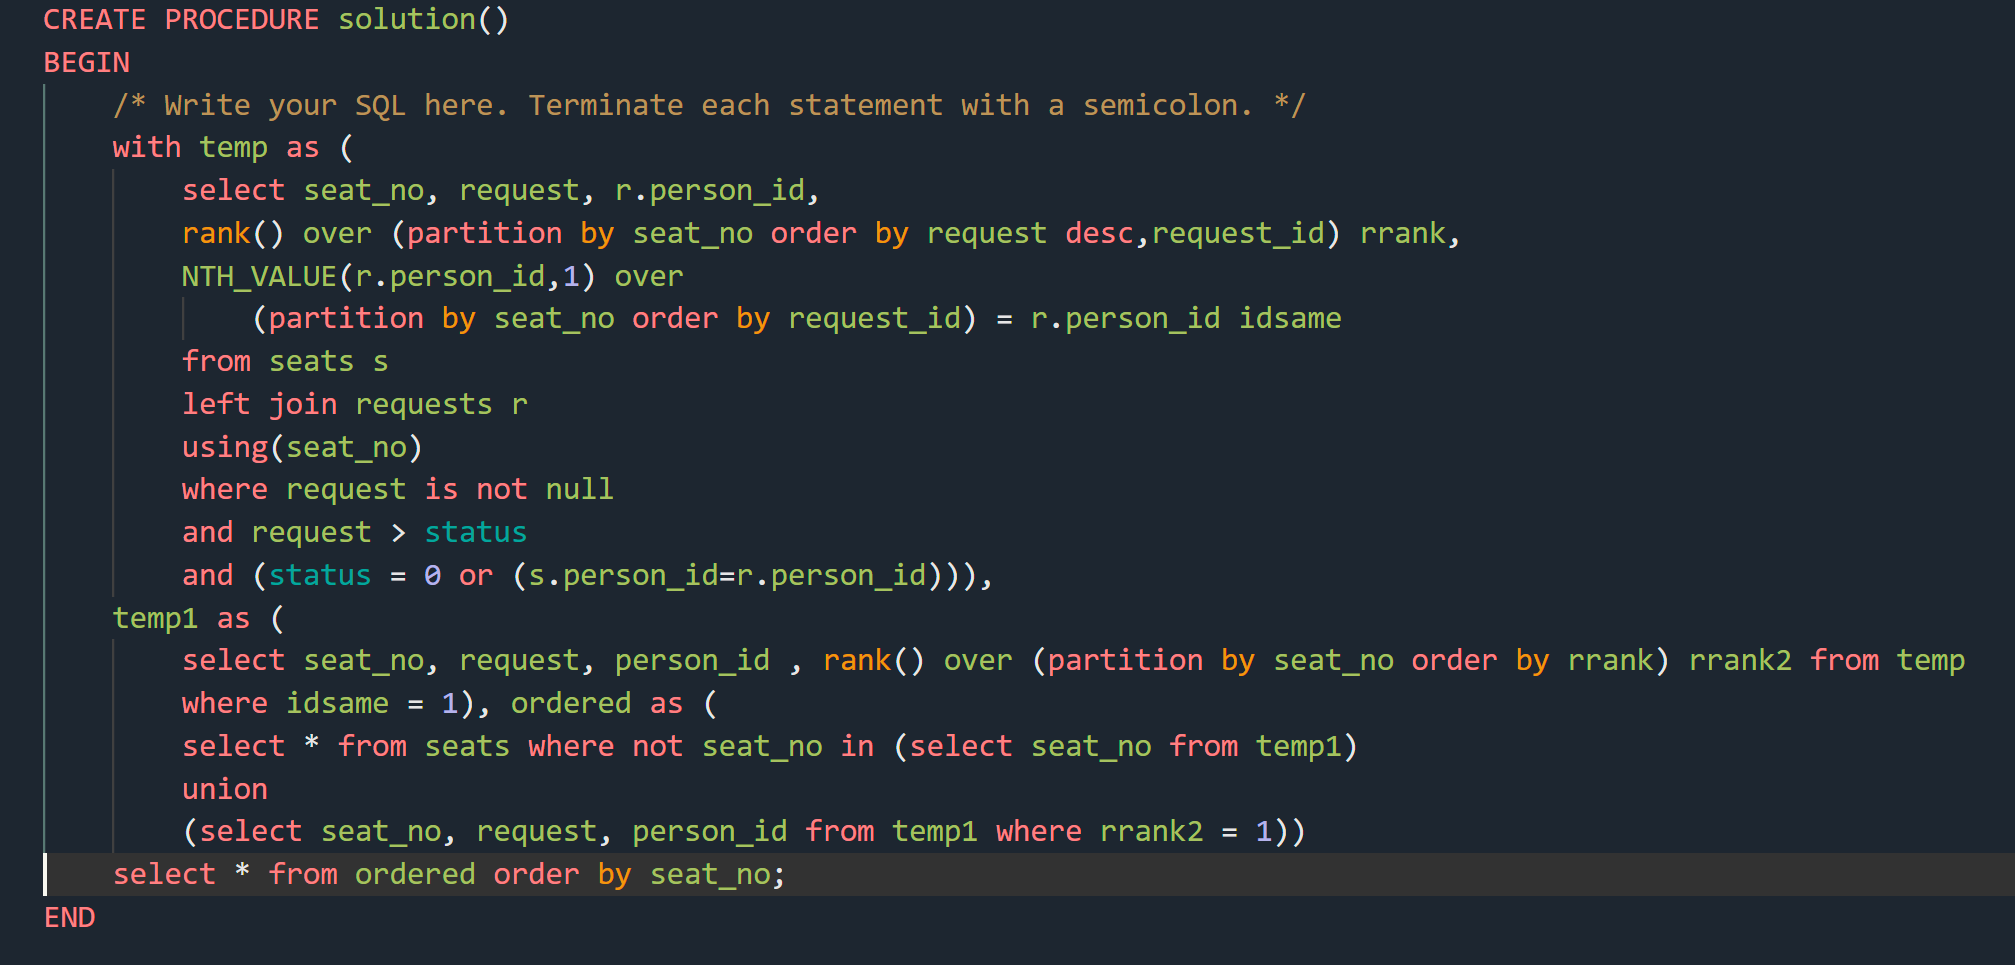 CREATE PROCEDURE solution()
BEGIN
    /* Write your SQL here. Terminate each statement with a semicolon. */
    with temp as (
        select seat_no, request, r.person_id,
        rank() over (partition by seat_no order by request desc,request_id) rrank,
        NTH_VALUE(r.person_id,1) over
            (partition by seat_no order by request_id) = r.person_id idsame
        from seats s
        left join requests r
        using(seat_no)
        where request is not null
        and request > status
        and (status = 0 or (s.person_id=r.person_id))),
    temp1 as (
        select seat_no, request, person_id , rank() over (partition by seat_no order by rrank) rrank2 from temp
        where idsame = 1), ordered as (
        select * from seats where not seat_no in (select seat_no from temp1)
        union
        (select seat_no, request, person_id from temp1 where rrank2 = 1))
    select * from ordered order by seat_no;
END